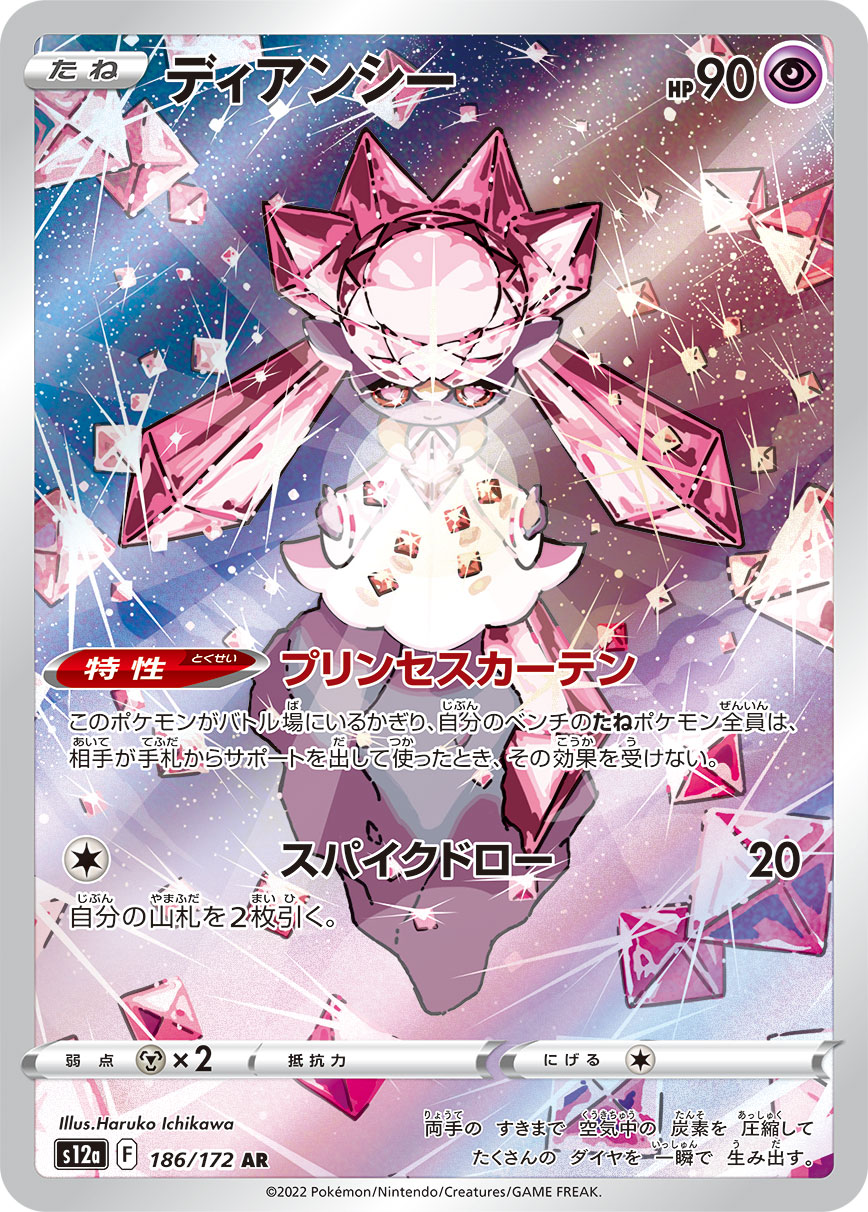 たね ディアンシー HP90
特性 とくせい プリンセスカーテン
このポケモンがバトル場にいるかぎり、自分のベンチのたねポケモン全員は、
相手が手札からサポートを出して使ったとき、その効果を受けない。
スパイクドロー 20
自分の山札を2枚引く。
弱点 ×2 抵抗力 にげる
Illus.Haruko Ichikawa
両手の すきまで 空気中の 炭素を 圧縮して
たくさんの ダイヤを 一瞬で 生み出す。
s12a F 186/172 AR
©2022 Pokémon/Nintendo/Creatures/GAME FREAK.